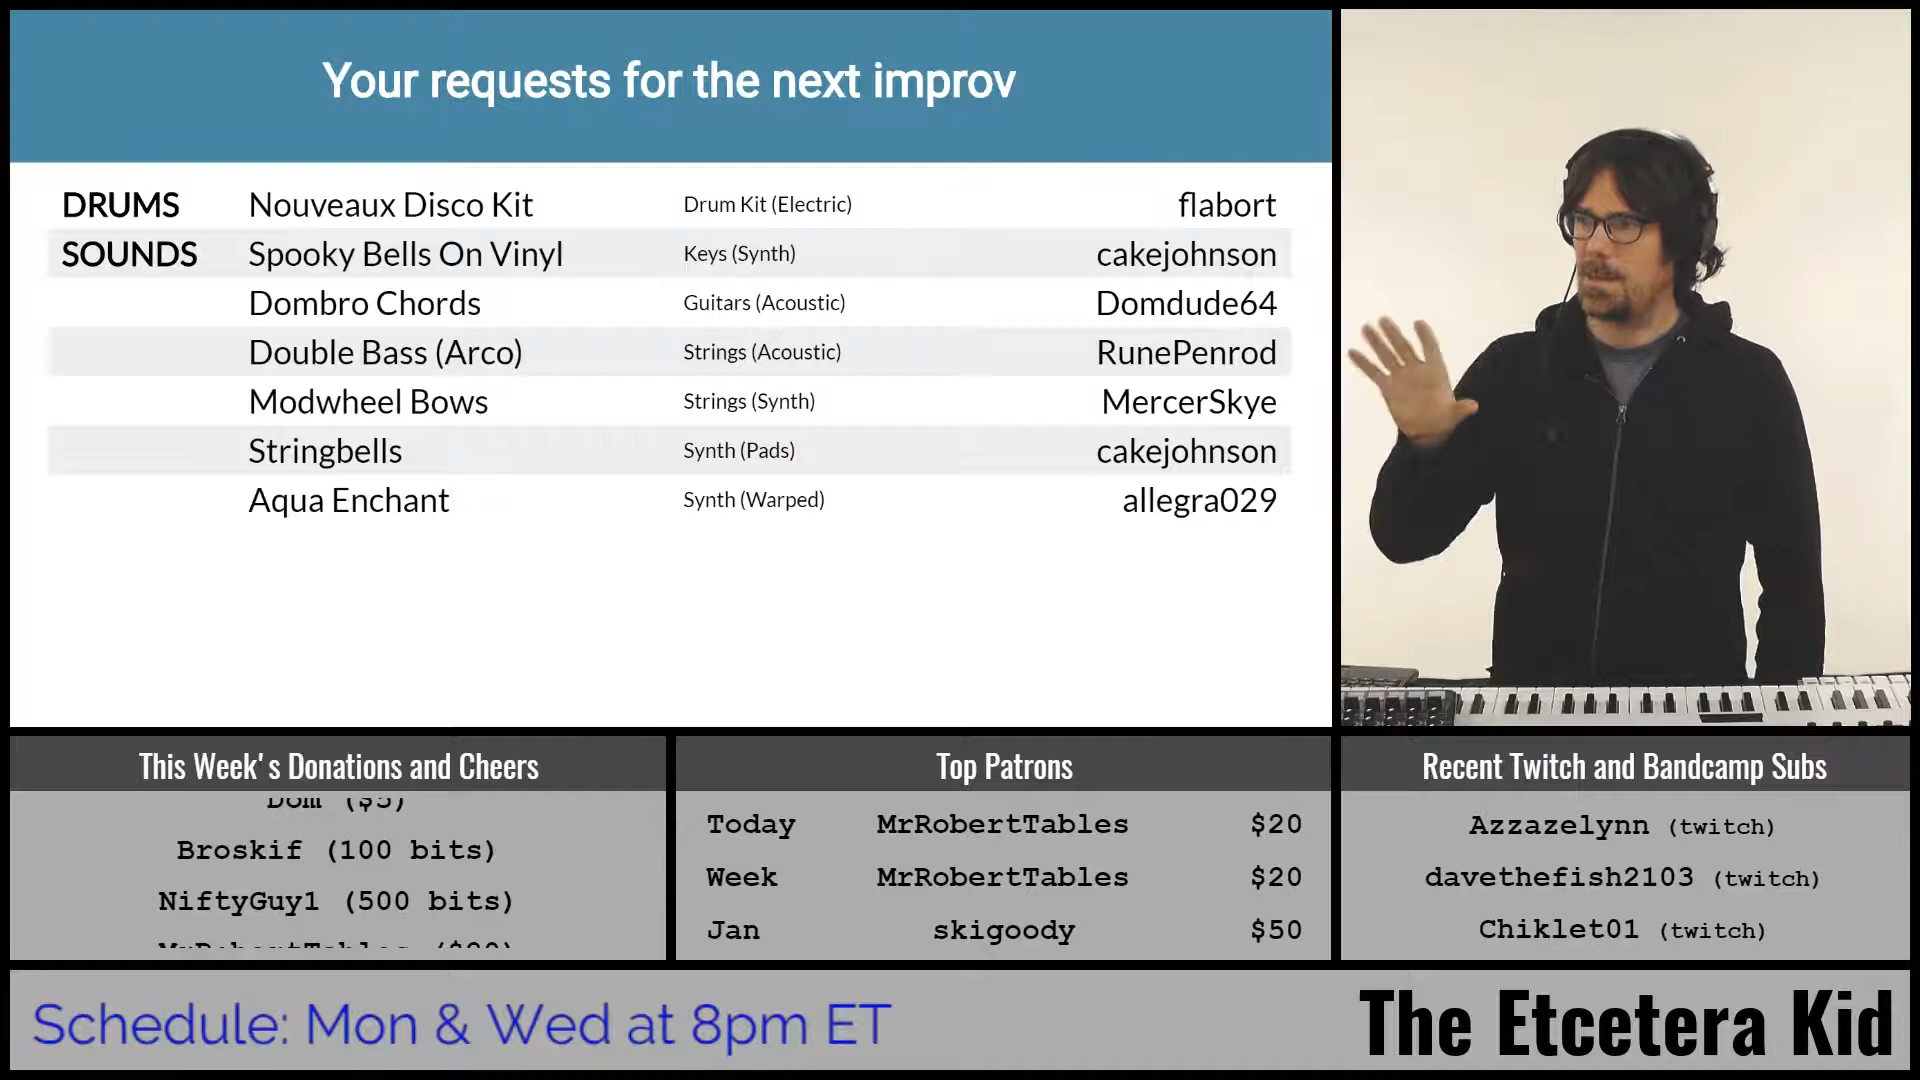 Your requests for the next improv
DRUMS Nouveaux Disco Kit Drum Kit (Electric) flabort
SOUNDS Spooky Bells On Vinyl Keys (Synth) cakejohnson
Dombro Chords Guitars (Acoustic) Domdude64
Double Bass (Arco) Strings (Acoustic) RunePenrod
Modwheel Bows Strings (Synth) MercerSkye
Stringbells Synth (Pads) cakejohnson
Aqua Enchant Synth (Warped) allegra029
This Week's Donations and Cheers
Dom ($5)
Broskif (100 bits)
NiftyGuy1 (500 bits)
MrRobertTables ($20)
Top Patrons
Today MrRobertTables $20
Week MrRobertTables $20
Jan skigoody $50
Recent Twitch and Bandcamp Subs
Azzazelynn (twitch)
davethefish2103 (twitch)
Chiklet01 (twitch)
Schedule: Mon & Wed at 8pm ET
The Etcetera Kid